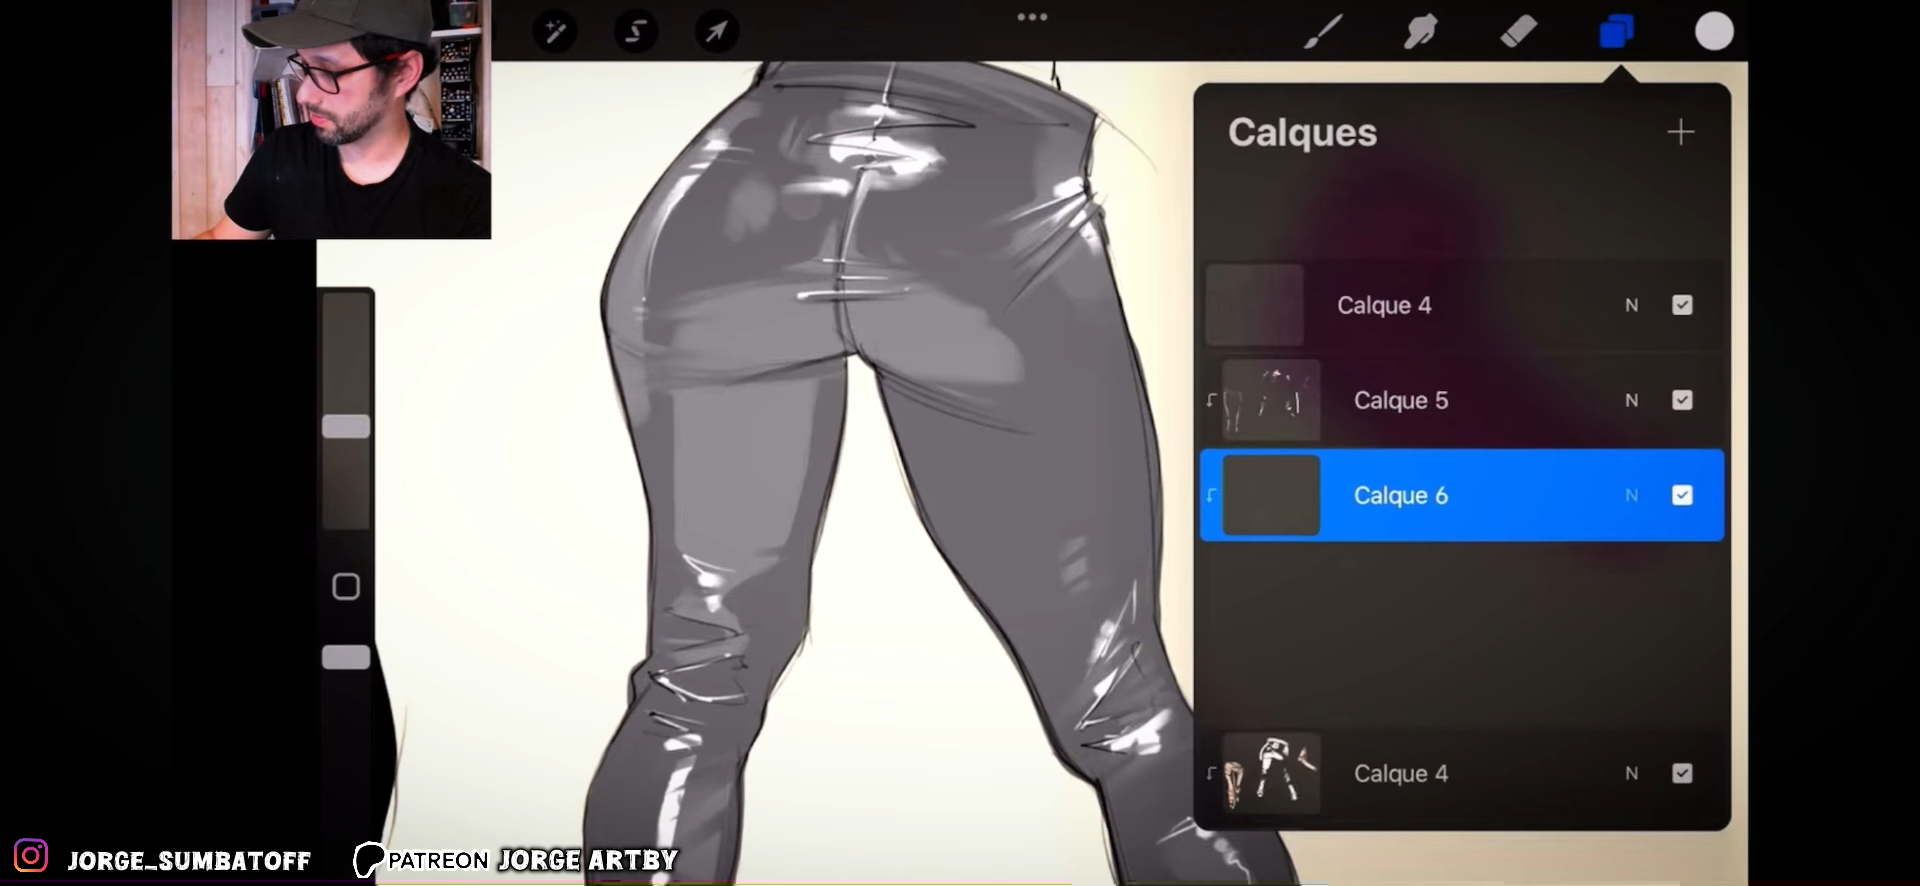 Calques
Calque 4 N
Calque 5 N
Calque 6 N
Calque 4 N
JORGE_SUMBATOFF PATREON JORGE ARTBY